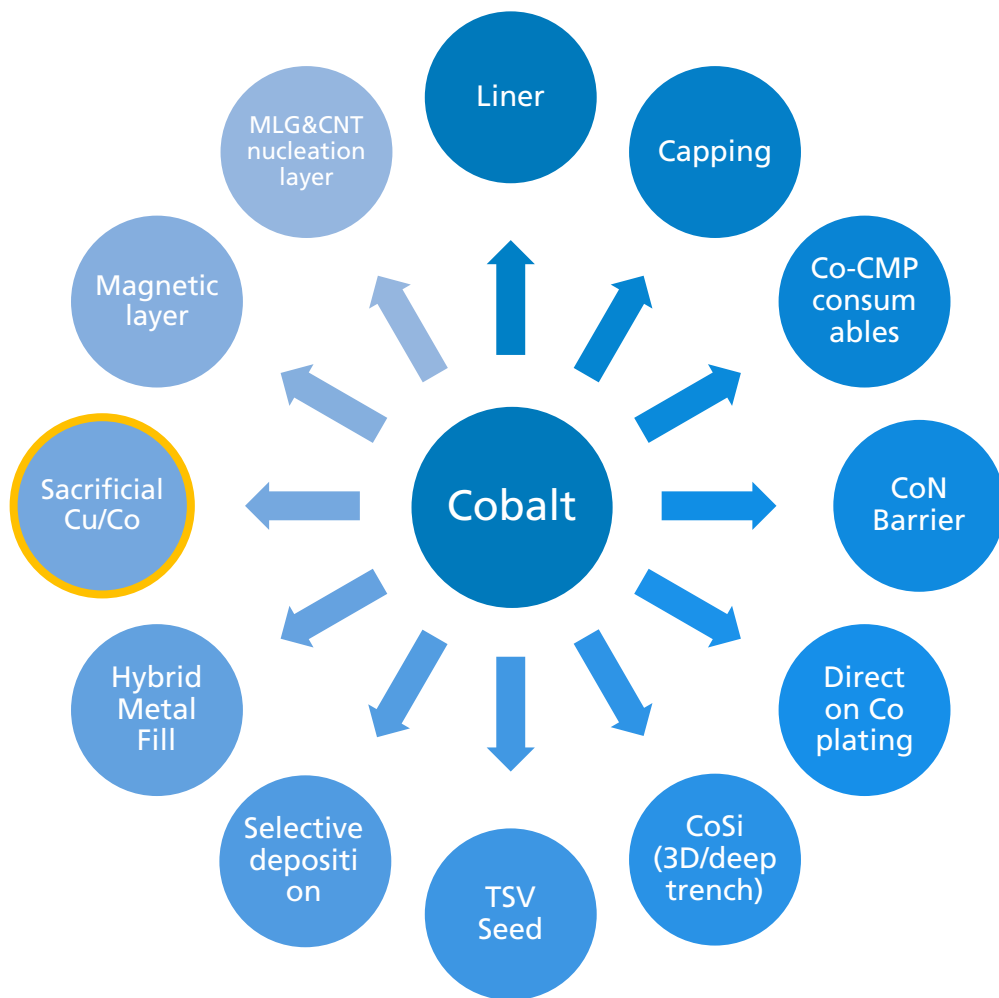 Liner
Capping
Co-CMP
consum
ables
CoN
Barrier
Direct
on Co
plating
CoSi
(3D/deep
trench)
TSV
Seed
Selective
depositi
on
Hybrid
Metal
Fill
Sacrificial
Cu/Co
Magnetic
layer
MLG&CNT
nucleation
layer
Cobalt